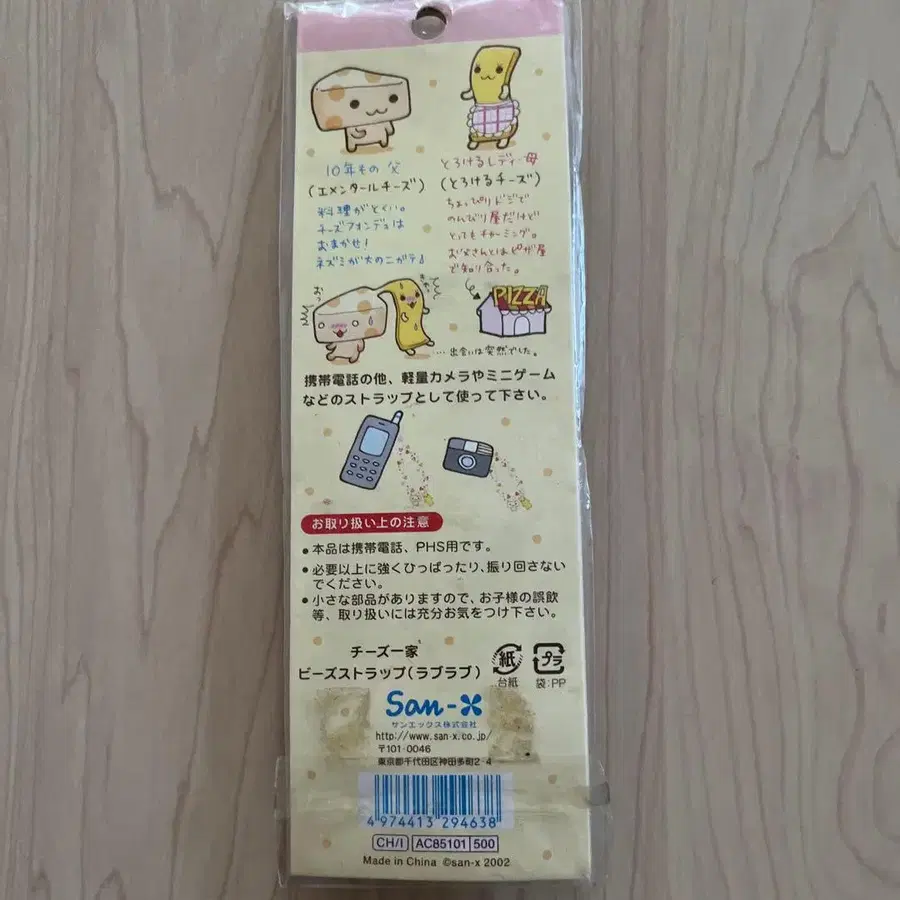 10年もの 父
(エメンタールチーズ)
料理がとくい。
チーズフォンデュは
おまかせ!
ネズミが大のニガテ♪
とろけるレディー母
(とろけるチーズ)
ちょっぴりドジで
のんびり屋だけど
とってもチャーミング。
お父さんとはピザ屋
で知り合った。
おっ
きゃっ
PIZZA
…出会いは突然でした。
携帯電話の他、軽量カメラやミニゲーム
などのストラップとして使って下さい。
お取り扱い上の注意
●本品は携帯電話、PHS用です。
●必要以上に強くひっぱったり、振り回さない
でください。
●小さな部品がありますので、お子様の誤飲
等、取り扱いには充分お気をつけ下さい。
チーズ一家
ビーズストラップ(ラブラブ)
紙
台紙
プラ
袋:PP
San-X
サンエックス株式会社
http://www.san-x.co.jp/
〒101-0046
東京都千代田区神田多町2-4
4 974413 294638
CH/I AC85101 500
Made in China ©san-x 2002